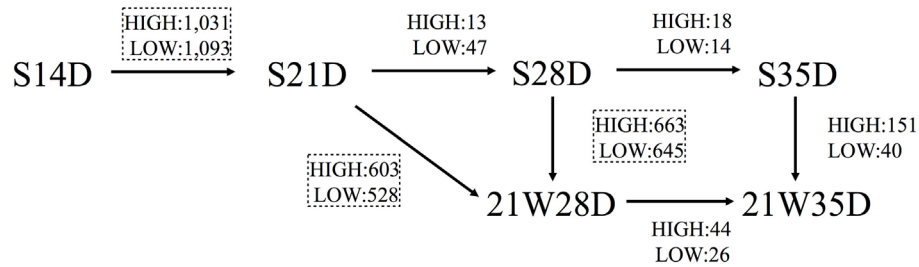 HIGH:1,031
LOW:1,093
HIGH:13
LOW:47
HIGH:18
LOW:14
S14D
S21D
S28D
S35D
HIGH:603
LOW:528
HIGH:663
LOW:645
HIGH:151
LOW:40
21W28D
21W35D
HIGH:44
LOW:26